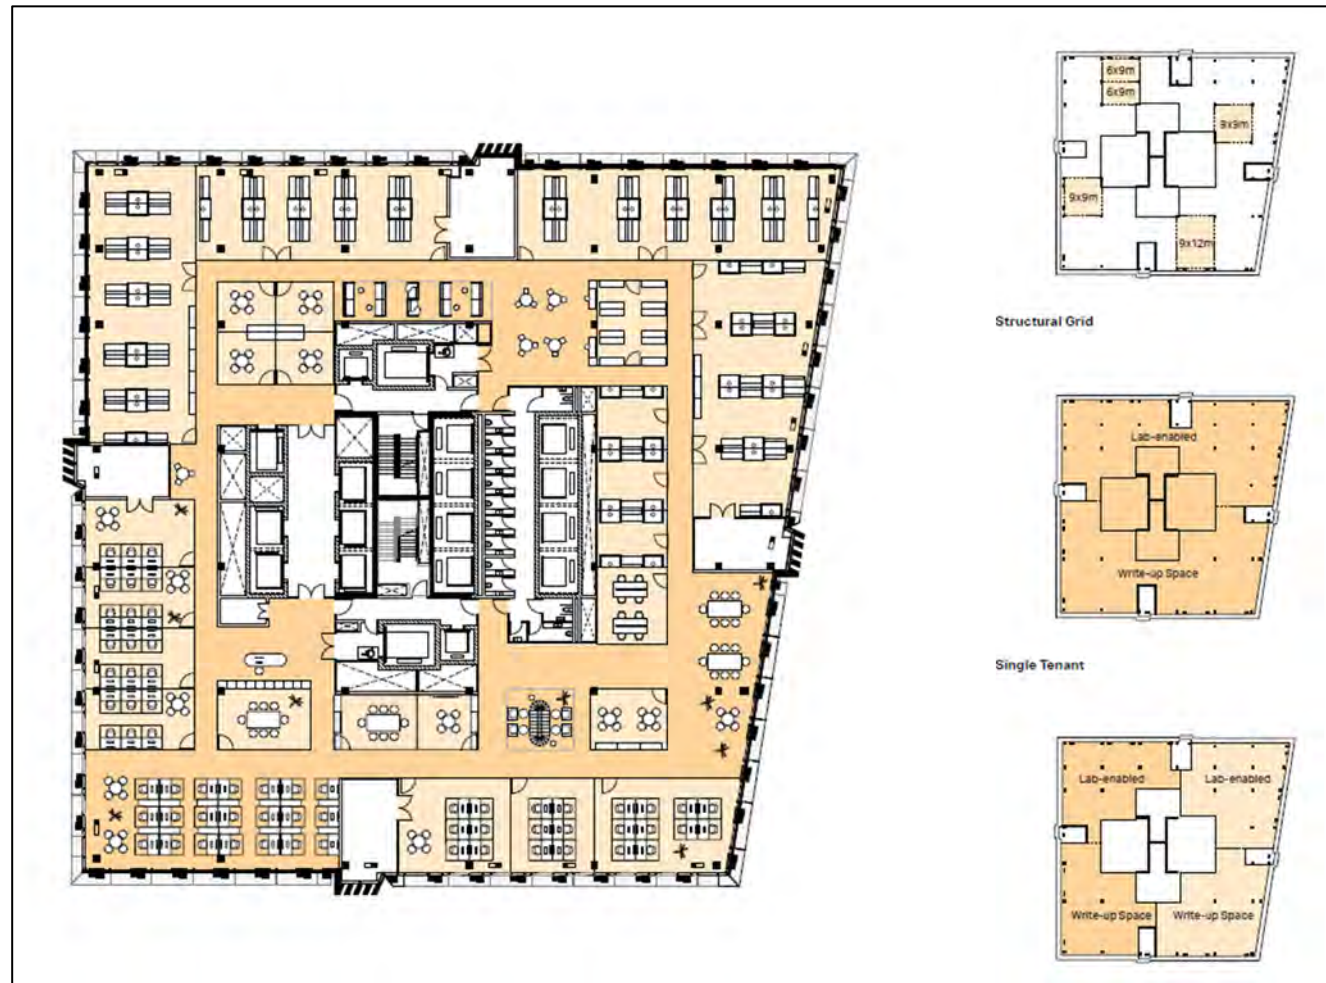 6x9m
6x9m
9x9m
9x9m
9x12m
Structural Grid
Lab-enabled
Write-up Space
Single Tenant
Lab-enabled
Lab-enabled
Write-up Space
Write-up Space